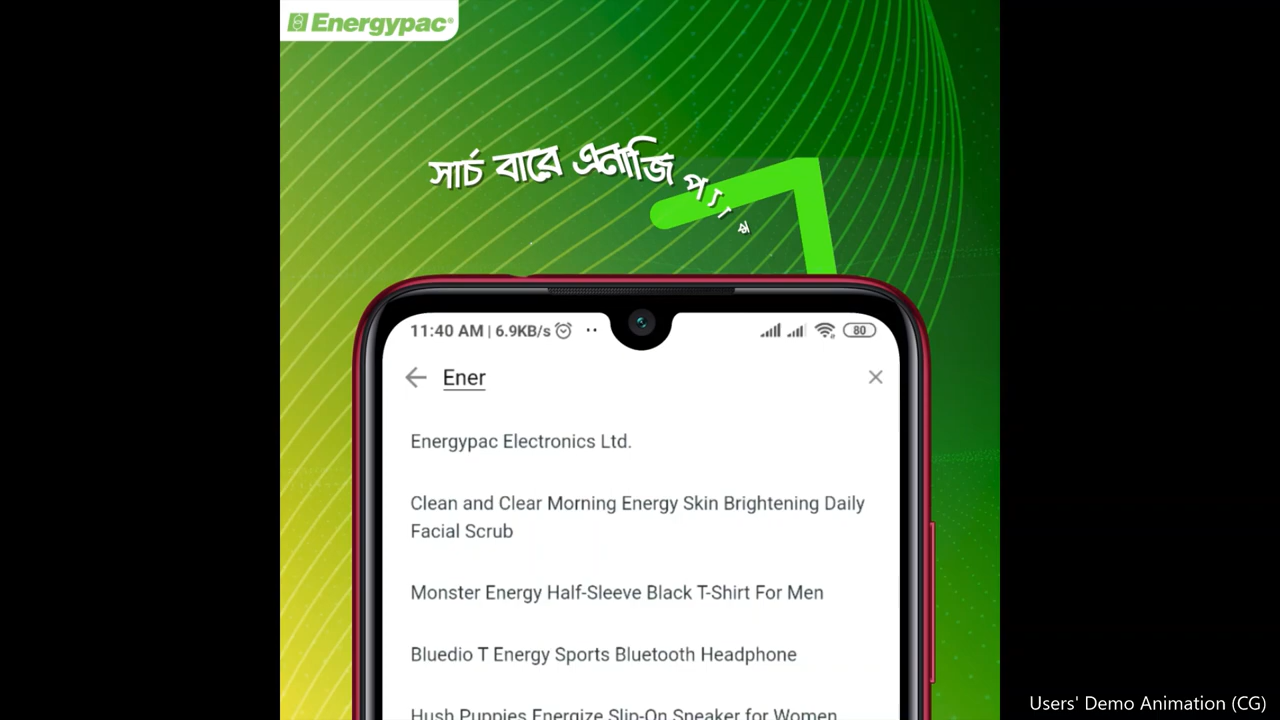 Energypac®
সার্চ বারে এনার্জি প্যাক
11:40 AM | 6.9KB/s
80
Ener
Energypac Electronics Ltd.
Clean and Clear Morning Energy Skin Brightening Daily
Facial Scrub
Monster Energy Half-Sleeve Black T-Shirt For Men
Bluedio T Energy Sports Bluetooth Headphone
Hush Puppies Energize Slip-On Sneaker for Women
Users' Demo Animation (CG)